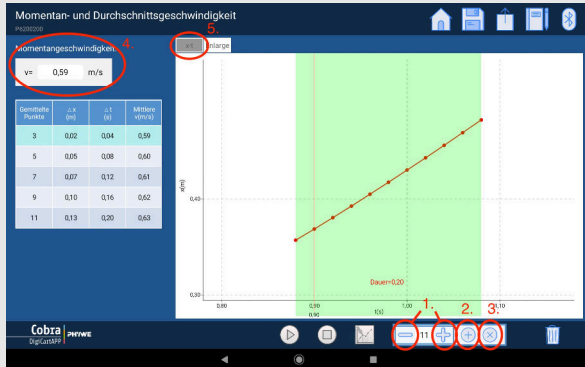 Momentan- und Durchschnittsgeschwindigkeit
P6200200
5.
Momentangeschwindigkeit
4.
v= 0,59 m/s
x-t
Enlarge
Gemittelte Punkte △x (m) △t (s) Mittlere v(m/s)
3 0,02 0,04 0,59
5 0,05 0,08 0,60
7 0,07 0,12 0,61
9 0,10 0,16 0,62
11 0,13 0,20 0,63
x(m)
0,40
0,30
Dauer=0,20
0,80 0,90 1,00 1,10
0.90
t(s)
1. 2. 3.
Cobra
DigiCartAPP
PHYWE
11